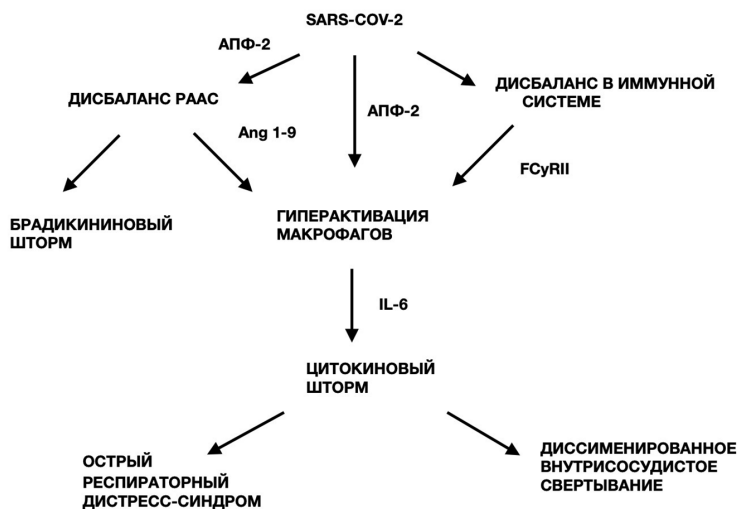 SARS-COV-2
АПФ-2
ДИСБАЛАНС РААС
АПФ-2
ДИСБАЛАНС В ИММУННОЙ
СИСТЕМЕ
Ang 1-9
FCyRII
БРАДИКИНИНОВЫЙ
ШТОРМ
ГИПЕРАКТИВАЦИЯ
МАКРОФАГОВ
IL-6
ЦИТОКИНОВЫЙ
ШТОРМ
ОСТРЫЙ
РЕСПИРАТОРНЫЙ
ДИСТРЕСС-СИНДРОМ
ДИССИМЕНИРОВАННОЕ
ВНУТРИСОСУДИСТОЕ
СВЕРТЫВАНИЕ